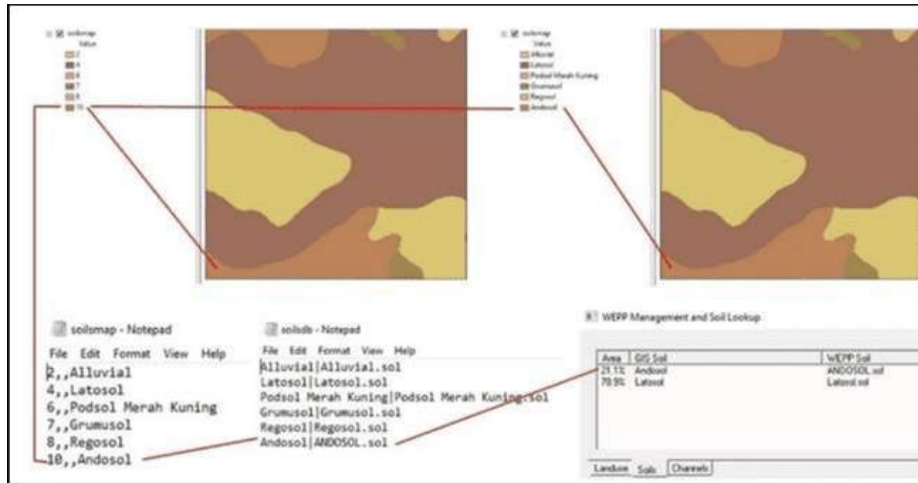 soilsmap
Value
2
4
6
7
8
10
soilsmap
Value
Alluvial
Latosol
Podsol Merah Kuning
Grumusol
Regosol
Andosol
soilsmap - Notepad
File Edit Format View Help
2,,Alluvial
4,,Latosol
6,,Podsol Merah Kuning
7,,Grumusol
8,,Regosol
10,,Andosol
soilsdb - Notepad
File Edit Format View Help
Alluvial|Alluvial.sol
Latosol|Latosol.sol
Podsol Merah Kuning|Podsol Merah Kuning.sol
Grumusol|Grumusol.sol
Regosol|Regosol.sol
Andosol|ANDOSOL.sol
WEPP Management and Soil Lookup
Area GIS Soil WEPP Soil
21.1% Andosol ANDOSOL.sol
78.9% Latosol Latosol.sol
Landuse Soils Channels